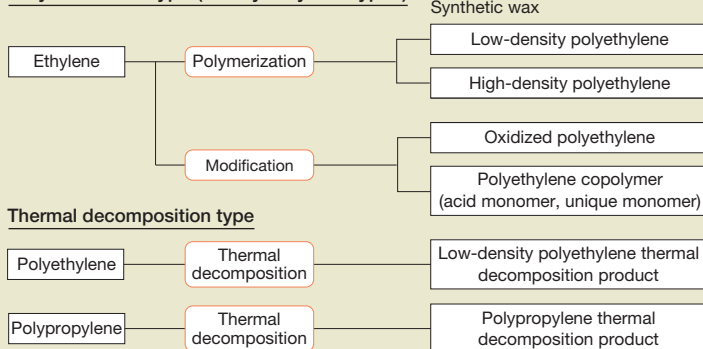 Synthetic wax
Ethylene
Polymerization
Low-density polyethylene
High-density polyethylene
Modification
Oxidized polyethylene
Polyethylene copolymer
(acid monomer, unique monomer)
Thermal decomposition type
Polyethylene
Thermal
decomposition
Low-density polyethylene thermal
decomposition product
Polypropylene
Thermal
decomposition
Polypropylene thermal
decomposition product